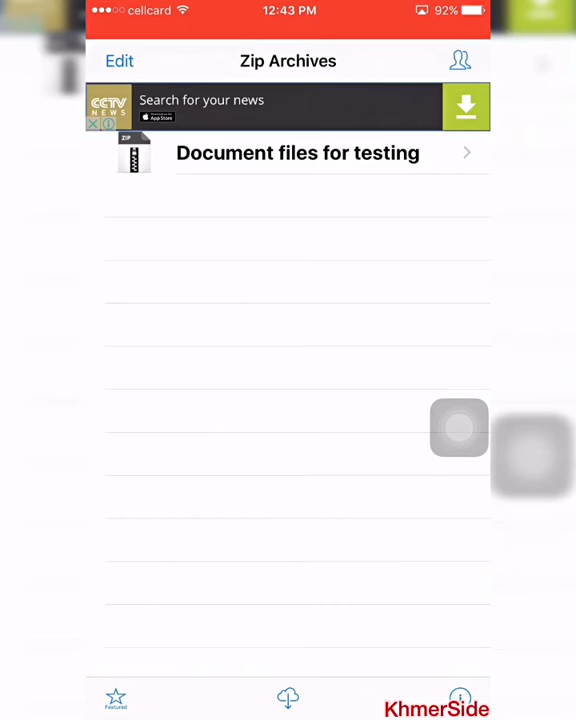 cellcard 12:43 PM 92%
Edit Zip Archives
CCTV NEWS
Search for your news
App Store
ZIP
Document files for testing
Featured
KhmerSide